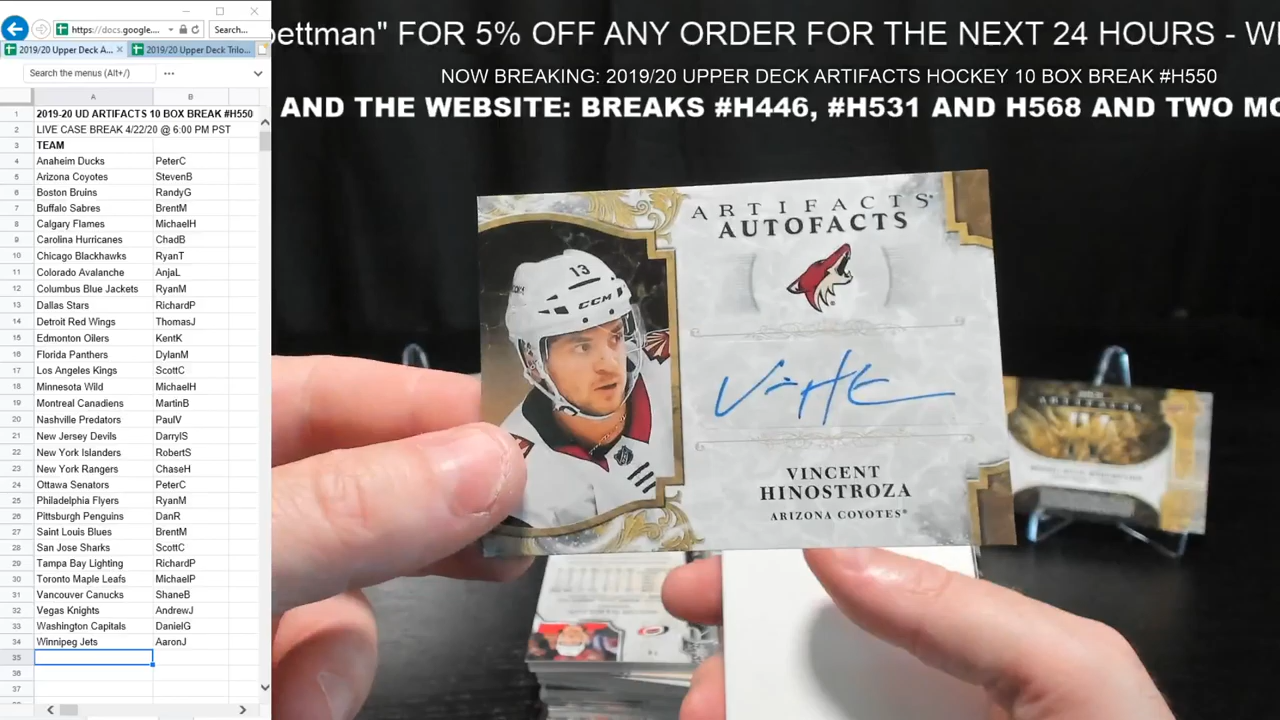 https://docs.google....
Search...
2019/20 Upper Deck A...
2019/20 Upper Deck Trilo...
Search the menus (Alt+/)
A B
1 2019-20 UD ARTIFACTS 10 BOX BREAK #H550
2 LIVE CASE BREAK 4/22/20 @ 6:00 PM PST
3 TEAM
4 Anaheim Ducks PeterC
5 Arizona Coyotes StevenB
6 Boston Bruins RandyG
7 Buffalo Sabres BrentM
8 Calgary Flames MichaelH
9 Carolina Hurricanes ChadB
10 Chicago Blackhawks RyanT
11 Colorado Avalanche AnjaL
12 Columbus Blue Jackets RyanM
13 Dallas Stars RichardP
14 Detroit Red Wings ThomasJ
15 Edmonton Oilers KentK
16 Florida Panthers DylanM
17 Los Angeles Kings ScottC
18 Minnesota Wild MichaelH
19 Montreal Canadiens MartinB
20 Nashville Predators PaulV
21 New Jersey Devils DarrylS
22 New York Islanders RobertS
23 New York Rangers ChaseH
24 Ottawa Senators PeterC
25 Philadelphia Flyers RyanM
26 Pittsburgh Penguins DanR
27 Saint Louis Blues BrentM
28 San Jose Sharks ScottC
29 Tampa Bay Lighting RichardP
30 Toronto Maple Leafs MichaelP
31 Vancouver Canucks ShaneB
32 Vegas Knights AndrewJ
33 Washington Capitals DanielG
34 Winnipeg Jets AaronJ
35
36
37
pettman" FOR 5% OFF ANY ORDER FOR THE NEXT 24 HOURS - WI
NOW BREAKING: 2019/20 UPPER DECK ARTIFACTS HOCKEY 10 BOX BREAK #H550
AND THE WEBSITE: BREAKS #H446, #H531 AND H568 AND TWO MO
ARTIFACTS
AUTOFACTS
13
CCM
VINCENT
HINOSTROZA
ARIZONA COYOTES
ARTIFACTS